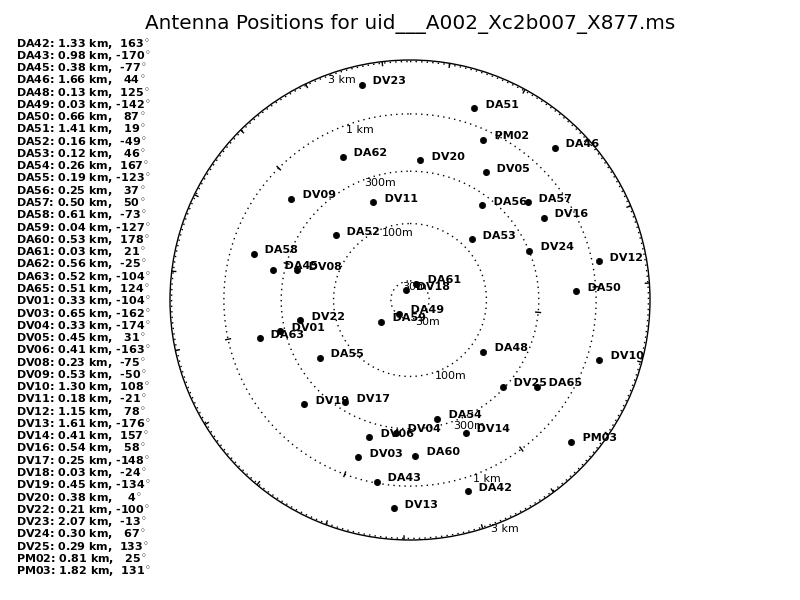 Antenna Positions for uid___A002_Xc2b007_X877.ms
DA42: 1.33 km, 163°
DA43: 0.98 km, -170°
DA45: 0.38 km, -77°
DA46: 1.66 km, 44°
DA48: 0.13 km, 125°
DA49: 0.03 km, -142°
DA50: 0.66 km, 87°
DA51: 1.41 km, 19°
DA52: 0.16 km, -49°
DA53: 0.12 km, 46°
DA54: 0.26 km, 167°
DA55: 0.19 km, -123°
DA56: 0.25 km, 37°
DA57: 0.50 km, 50°
DA58: 0.61 km, -73°
DA59: 0.04 km, -127°
DA60: 0.53 km, 178°
DA61: 0.03 km, 21°
DA62: 0.56 km, -25°
DA63: 0.52 km, -104°
DA65: 0.51 km, 124°
DV01: 0.33 km, -104°
DV03: 0.65 km, -162°
DV04: 0.33 km, -174°
DV05: 0.45 km, 31°
DV06: 0.41 km, -163°
DV08: 0.23 km, -75°
DV09: 0.53 km, -50°
DV10: 1.30 km, 108°
DV11: 0.18 km, -21°
DV12: 1.15 km, 78°
DV13: 1.61 km, -176°
DV14: 0.41 km, 157°
DV16: 0.54 km, 58°
DV17: 0.25 km, -148°
DV18: 0.03 km, -24°
DV19: 0.45 km, -134°
DV20: 0.38 km, 4°
DV22: 0.21 km, -100°
DV23: 2.07 km, -13°
DV24: 0.30 km, 67°
DV25: 0.29 km, 133°
PM02: 0.81 km, 25°
PM03: 1.82 km, 131°
3 km
DV23
DA51
1 km
PM02
DA46
DA62
DV20
DV05
300m
DV09
DV11
DA56
DA57
DV16
DA52
100m
DA53
DA58
DV24
DA45
DV08
DV12
DA61
30m
DV18
DA50
DA49
DA59
30m
DV22
DV01
DA63
DA48
DA55
DV10
100m
DV25
DA65
DV19
DV17
DA54
300m
DV06
DV04
DV14
PM03
DV03
DA60
DA43
1 km
DA42
DV13
3 km